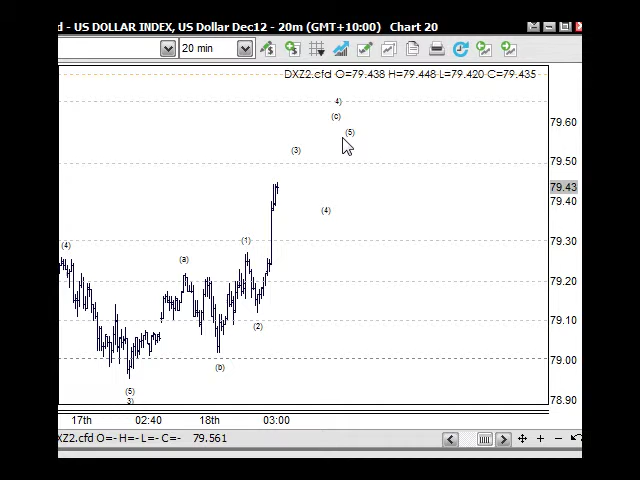 d - US DOLLAR INDEX, US Dollar Dec12 - 20m (GMT+10:00) Chart 20
20 min
DXZ2.cfd O=79.438 H=79.448 L=79.420 C=79.435
4)
(c)
79.60
(5)
(3)
79.50
79.43
79.40
(4)
(4)
(1)
79.30
(a)
79.20
79.10
(2)
79.00
(b)
(5)
3)
78.90
17th 02:40 18th 03:00
XZ2.cfd O=- H=- L=- C=- 79.561